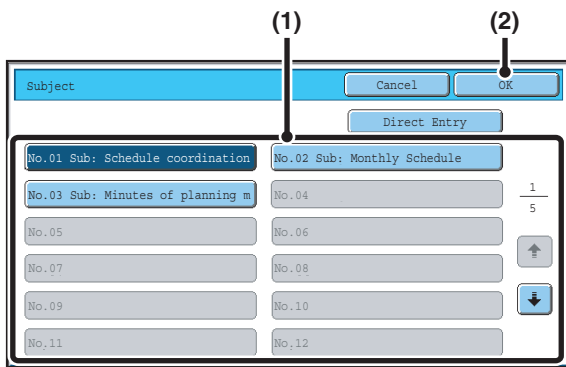 (1) (2)
Subject Cancel OK
Direct Entry
No.01 Sub: Schedule coordination No.02 Sub: Monthly Schedule
No.03 Sub: Minutes of planning m No.04
1
5
No.05 No.06
No.07 No.08
No.09 No.10
No.11 No.12